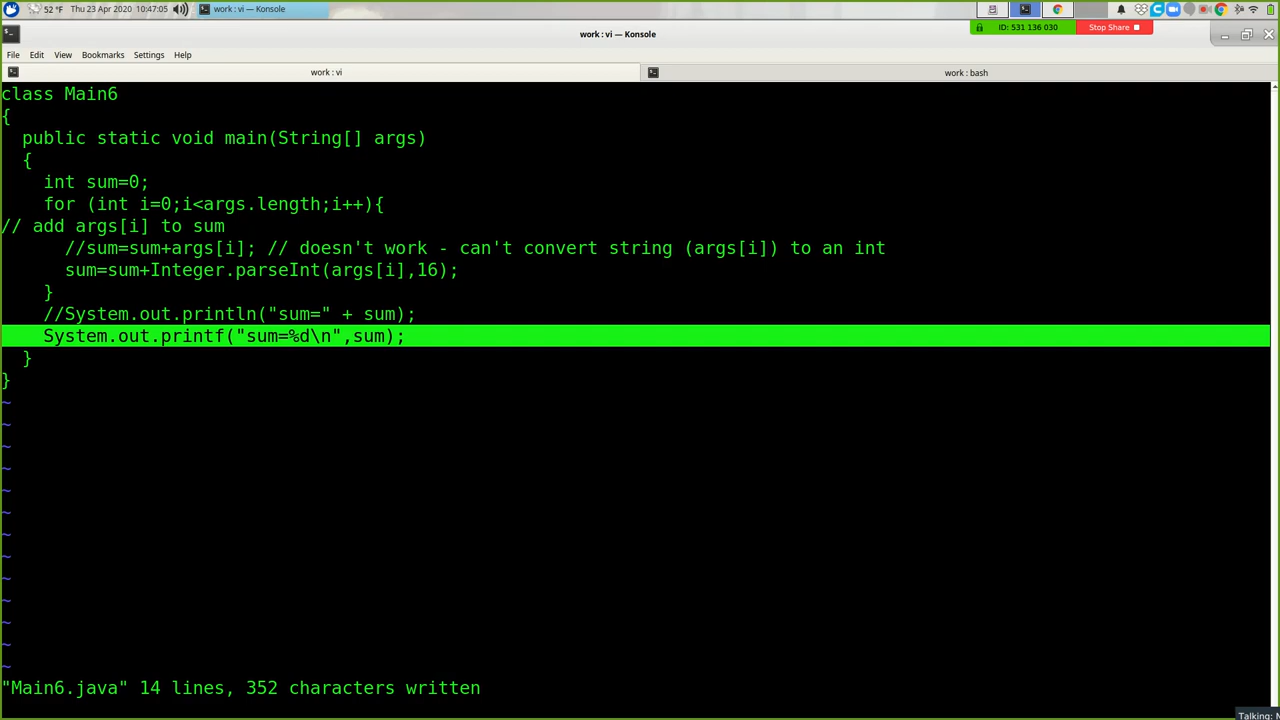 52 °F Thu 23 Apr 2020 10:47:05 work : vi — Konsole
work : vi — Konsole
ID: 531 136 030 Stop Share
File Edit View Bookmarks Settings Help
work : vi work : bash
class Main6
{
  public static void main(String[] args)
  {
    int sum=0;
    for (int i=0;i<args.length;i++){
// add args[i] to sum
      //sum=sum+args[i]; // doesn't work - can't convert string (args[i]) to an int
      sum=sum+Integer.parseInt(args[i],16);
    }
    //System.out.println("sum=" + sum);
    System.out.printf("sum=%d\n",sum);
  }
}
~
~
~
~
~
~
~
~
~
~
~
~
~
"Main6.java" 14 lines, 352 characters written
Talking: